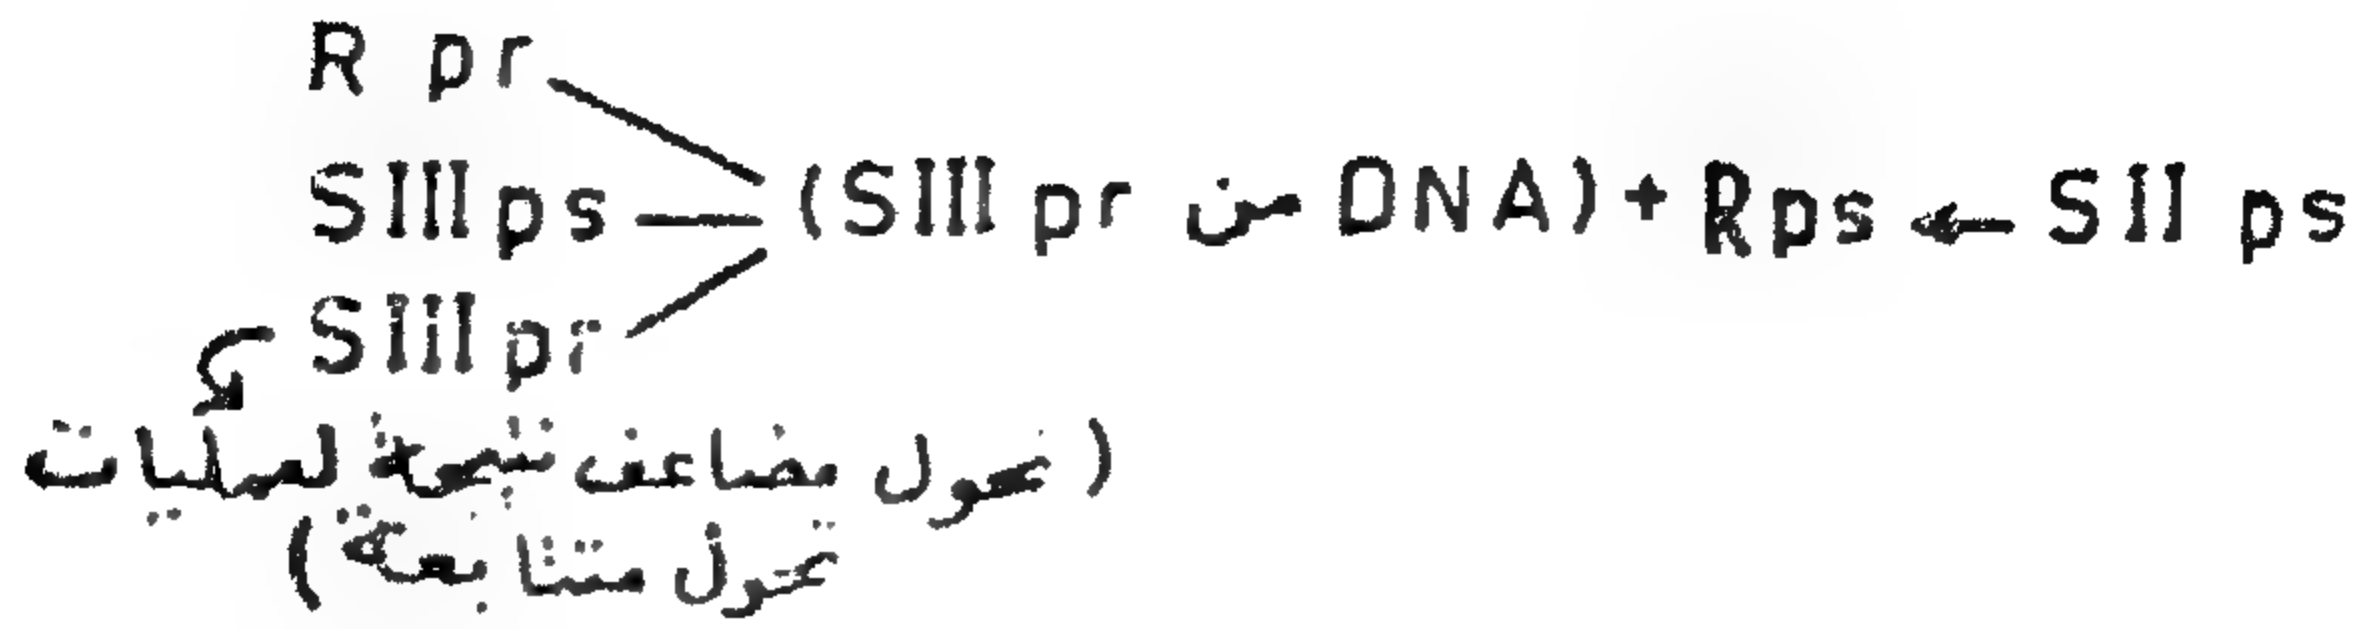 R pr
SIII ps — (SIII pr من DNA) + Rps ← SII ps
SIII pr
(تحول مضاعف نتيجة لعمليات
تحول متتابعة)